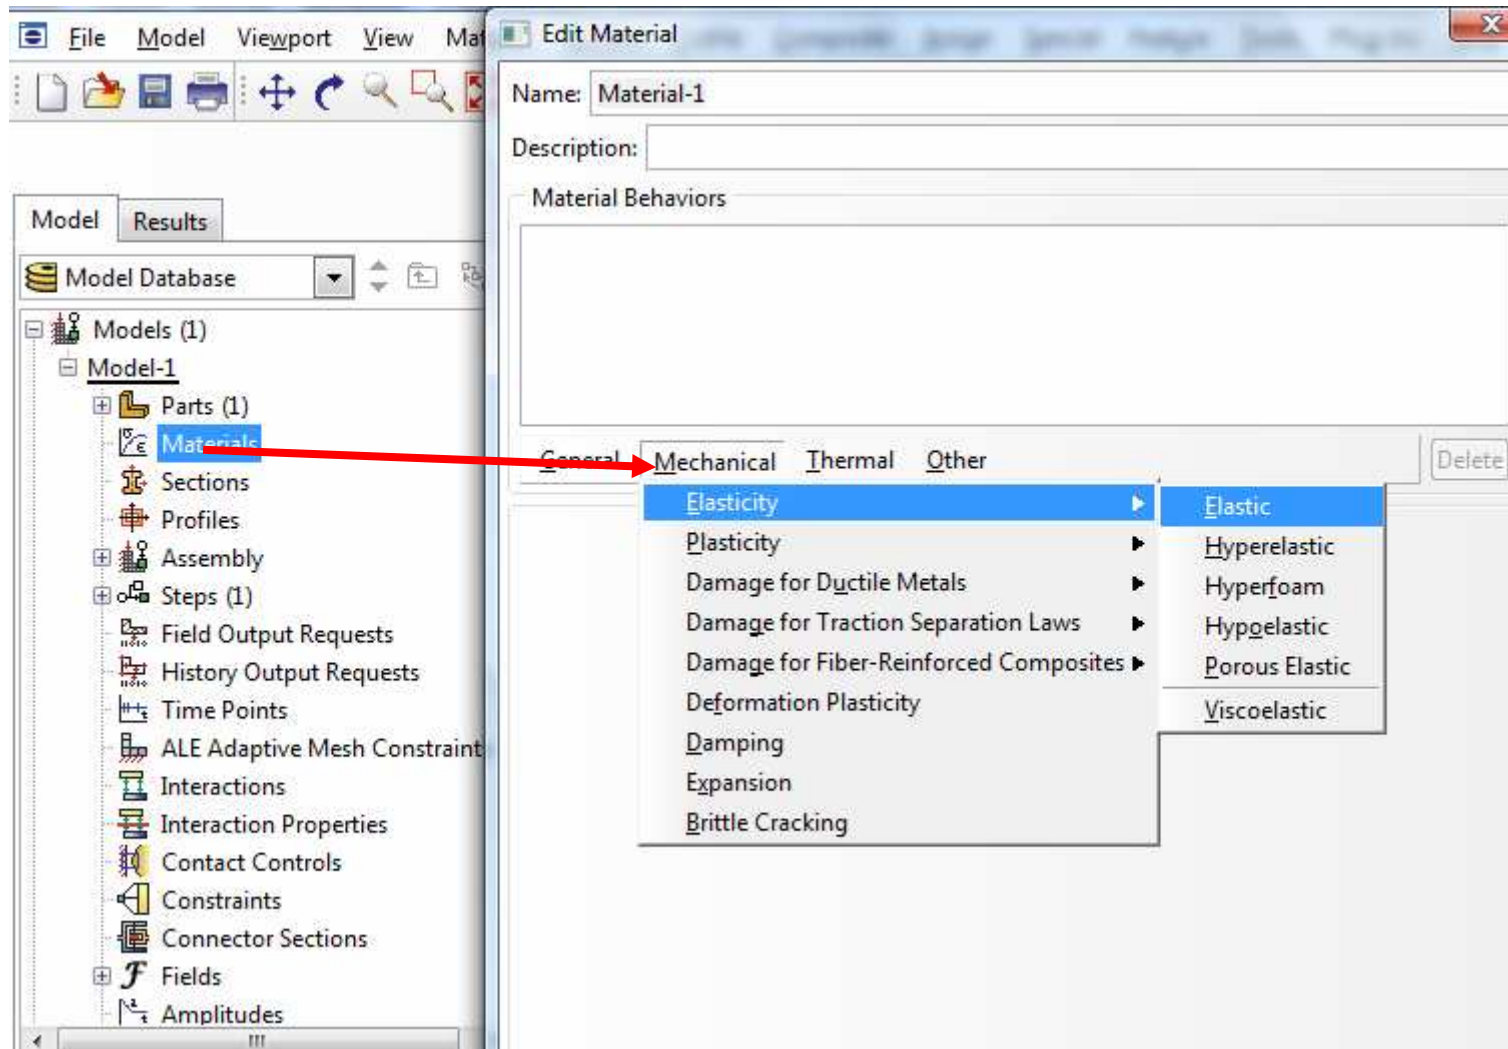 File Model Viewport View Mat
Edit Material
Name: Material-1
Description:
Material Behaviors
Model Results
Model Database
Models (1)
Model-1
Parts (1)
Materials
Sections
Profiles
Assembly
Steps (1)
Field Output Requests
History Output Requests
Time Points
ALE Adaptive Mesh Constraint
Interactions
Interaction Properties
Contact Controls
Constraints
Connector Sections
Fields
Amplitudes
General Mechanical Thermal Other
Delete
Elasticity
Plasticity
Damage for Ductile Metals
Damage for Traction Separation Laws
Damage for Fiber-Reinforced Composites
Deformation Plasticity
Damping
Expansion
Brittle Cracking
Elastic
Hyperelastic
Hyperfoam
Hypoelastic
Porous Elastic
Viscoelastic